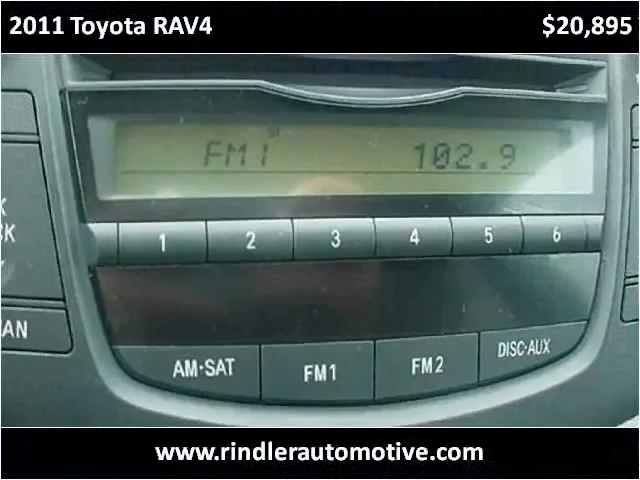 2011 Toyota RAV4 $20,895
ST
FM1 102.9
1 2 3 4 5 6
AM·SAT FM1 FM2 DISC·AUX
www.rindlerautomotive.com